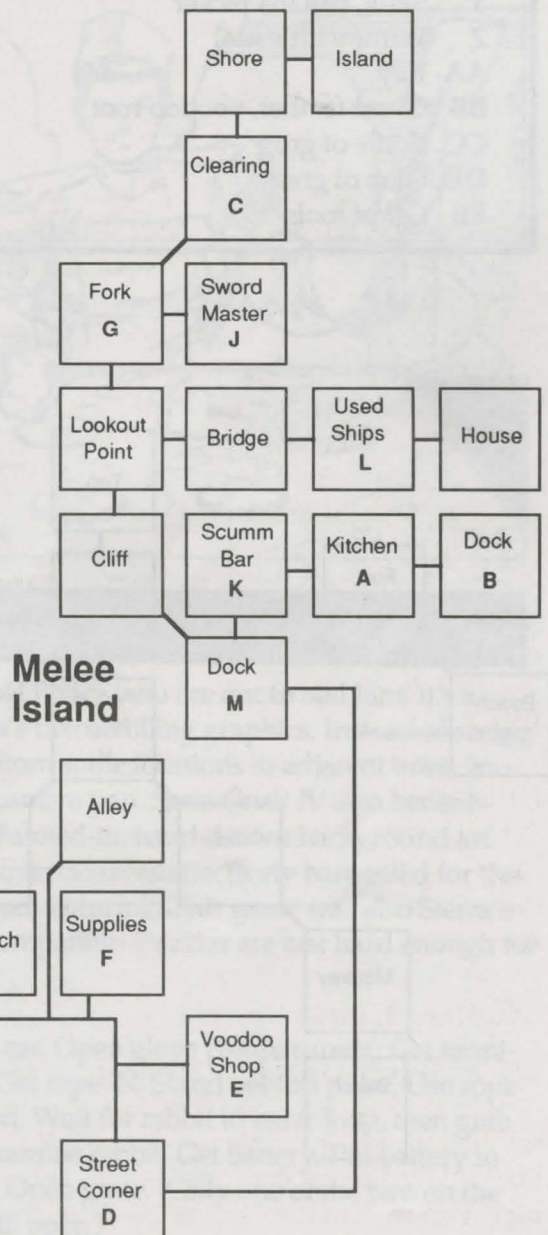 Shore
Island
Clearing
C
Fork
G
Sword
Master
J
Lookout
Point
Bridge
Used
Ships
L
House
Cliff
Scumm
Bar
K
Kitchen
A
Dock
B
Melee
Island
Dock
M
Alley
ch
Supplies
F
Voodoo
Shop
E
Street
Corner
D